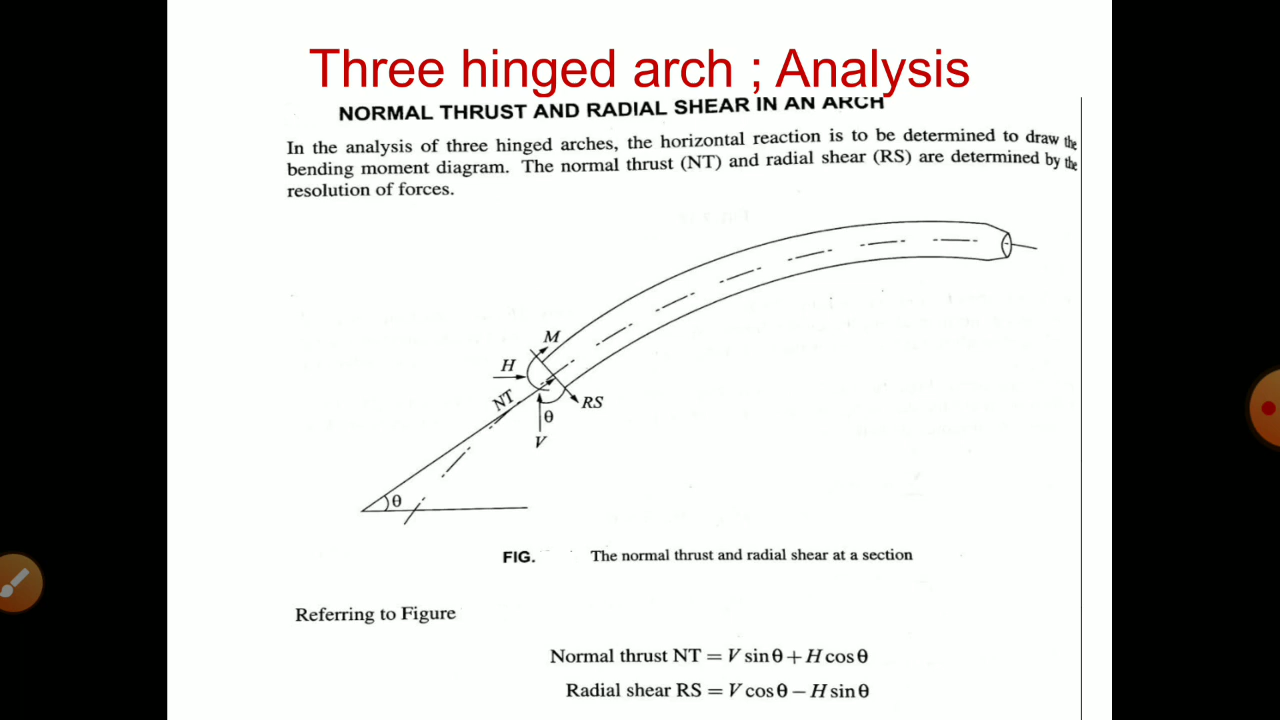 Three hinged arch ; Analysis
NORMAL THRUST AND RADIAL SHEAR IN AN ARCH
In the analysis of three hinged arches, the horizontal reaction is to be determined to draw the
bending moment diagram. The normal thrust (NT) and radial shear (RS) are determined by the
resolution of forces.
M
H
NT
RS
θ
V
θ
FIG. The normal thrust and radial shear at a section
Referring to Figure
Normal thrust NT = V sin θ + H cos θ
Radial shear RS = V cos θ − H sin θ